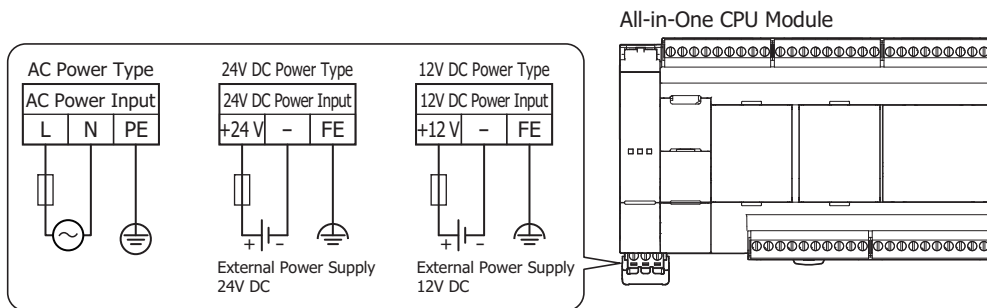 All-in-One CPU Module
AC Power Type
AC Power Input
L N PE
24V DC Power Type
24V DC Power Input
+24 V – FE
+ –
External Power Supply
24V DC
12V DC Power Type
12V DC Power Input
+12 V – FE
+ –
External Power Supply
12V DC